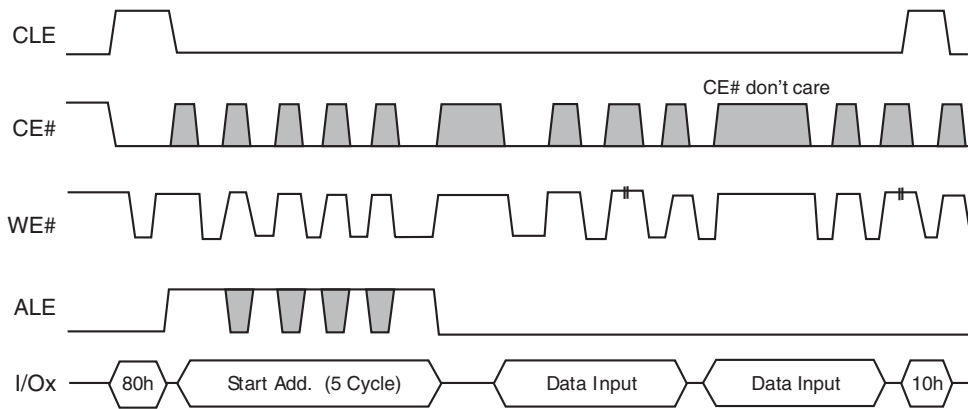 CLE
CE# don't care
CE#
WE#
ALE
I/Ox
80h
Start Add. (5 Cycle)
Data Input
Data Input
10h